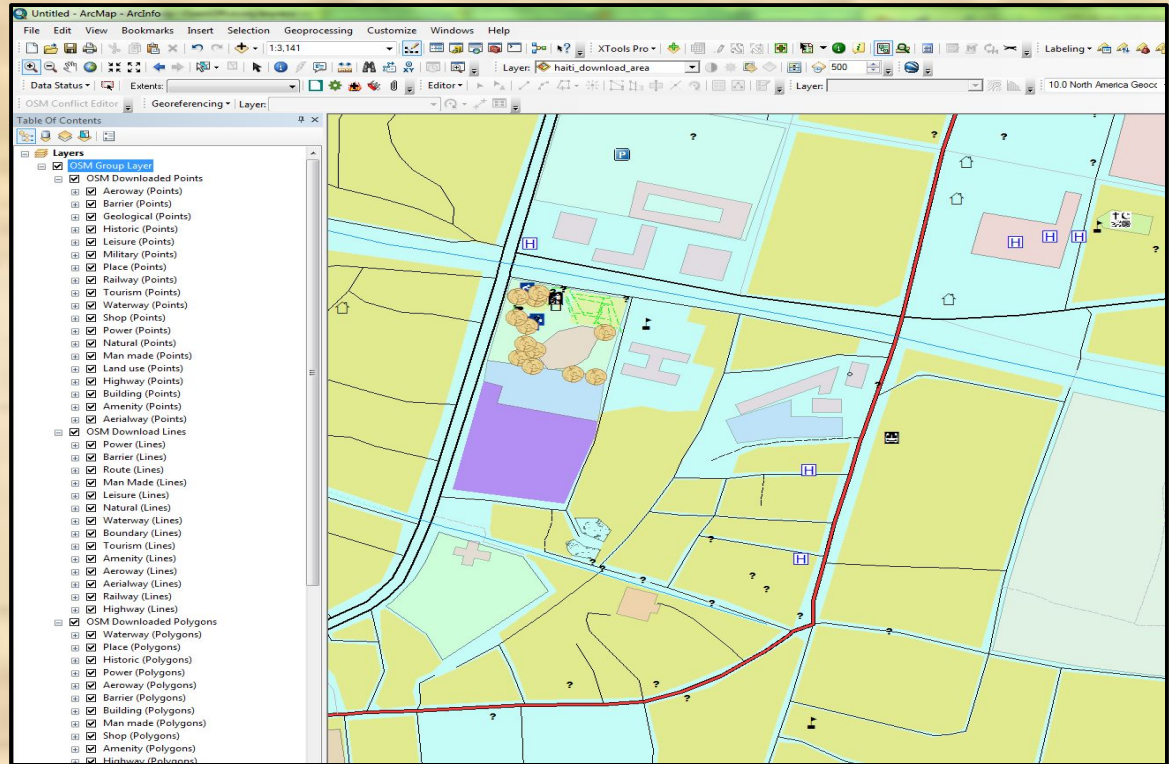 Untitled - ArcMap - ArcInfo
File Edit View Bookmarks Insert Selection Geoprocessing Customize Windows Help
1:3,141 XTools Pro Labeling
Layer: haiti_download_area 500
Data Status Extents: Editor Layer: 10.0 North America Geocc
OSM Conflict Editor Georeferencing Layer:
Table Of Contents
Layers
OSM Group Layer
OSM Downloaded Points
Aeroway (Points)
Barrier (Points)
Geological (Points)
Historic (Points)
Leisure (Points)
Military (Points)
Place (Points)
Railway (Points)
Tourism (Points)
Waterway (Points)
Shop (Points)
Power (Points)
Natural (Points)
Man made (Points)
Land use (Points)
Highway (Points)
Building (Points)
Amenity (Points)
Aerialway (Points)
OSM Download Lines
Power (Lines)
Barrier (Lines)
Route (Lines)
Man Made (Lines)
Leisure (Lines)
Natural (Lines)
Waterway (Lines)
Boundary (Lines)
Tourism (Lines)
Amenity (Lines)
Aeroway (Lines)
Aerialway (Lines)
Railway (Lines)
Highway (Lines)
OSM Downloaded Polygons
Waterway (Polygons)
Place (Polygons)
Historic (Polygons)
Power (Polygons)
Aeroway (Polygons)
Barrier (Polygons)
Building (Polygons)
Man made (Polygons)
Shop (Polygons)
Amenity (Polygons)
Highway (Polygons)
P
H
H H H
H
H